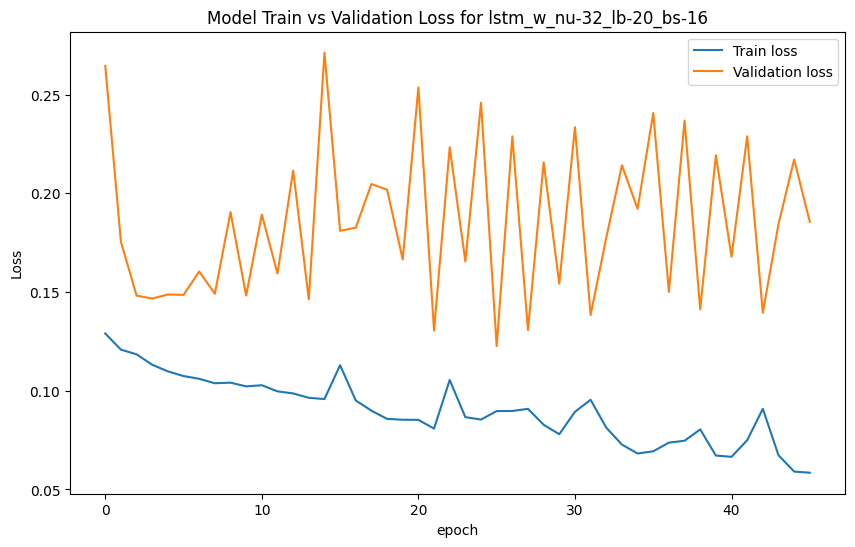 Model Train vs Validation Loss for lstm_w_nu-32_lb-20_bs-16
Train loss
Validation loss
0.25
0.20
0.15
0.10
0.05
Loss
0
10
20
30
40
epoch